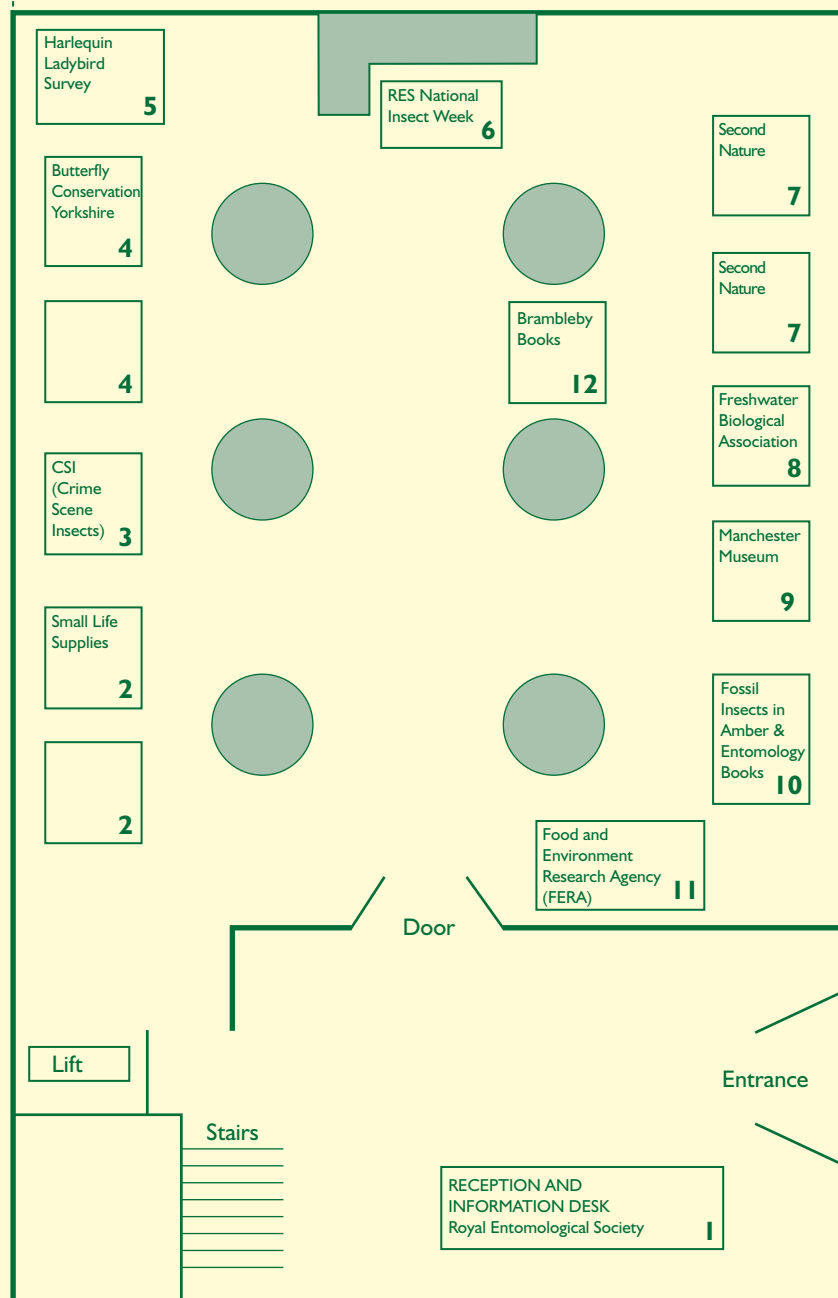 Harlequin
Ladybird
Survey
5
RES National
Insect Week
6
Second
Nature
7
Butterfly
Conservation
Yorkshire
4
Second
Nature
7
4
Brambleby
Books
12
Freshwater
Biological
Association
8
CSI
(Crime
Scene
Insects)
3
Manchester
Museum
9
Small Life
Supplies
2
Fossil
Insects in
Amber &
Entomology
Books
10
2
Food and
Environment
Research Agency
(FERA)
11
Door
Lift
Entrance
Stairs
RECEPTION AND
INFORMATION DESK
Royal Entomological Society
1